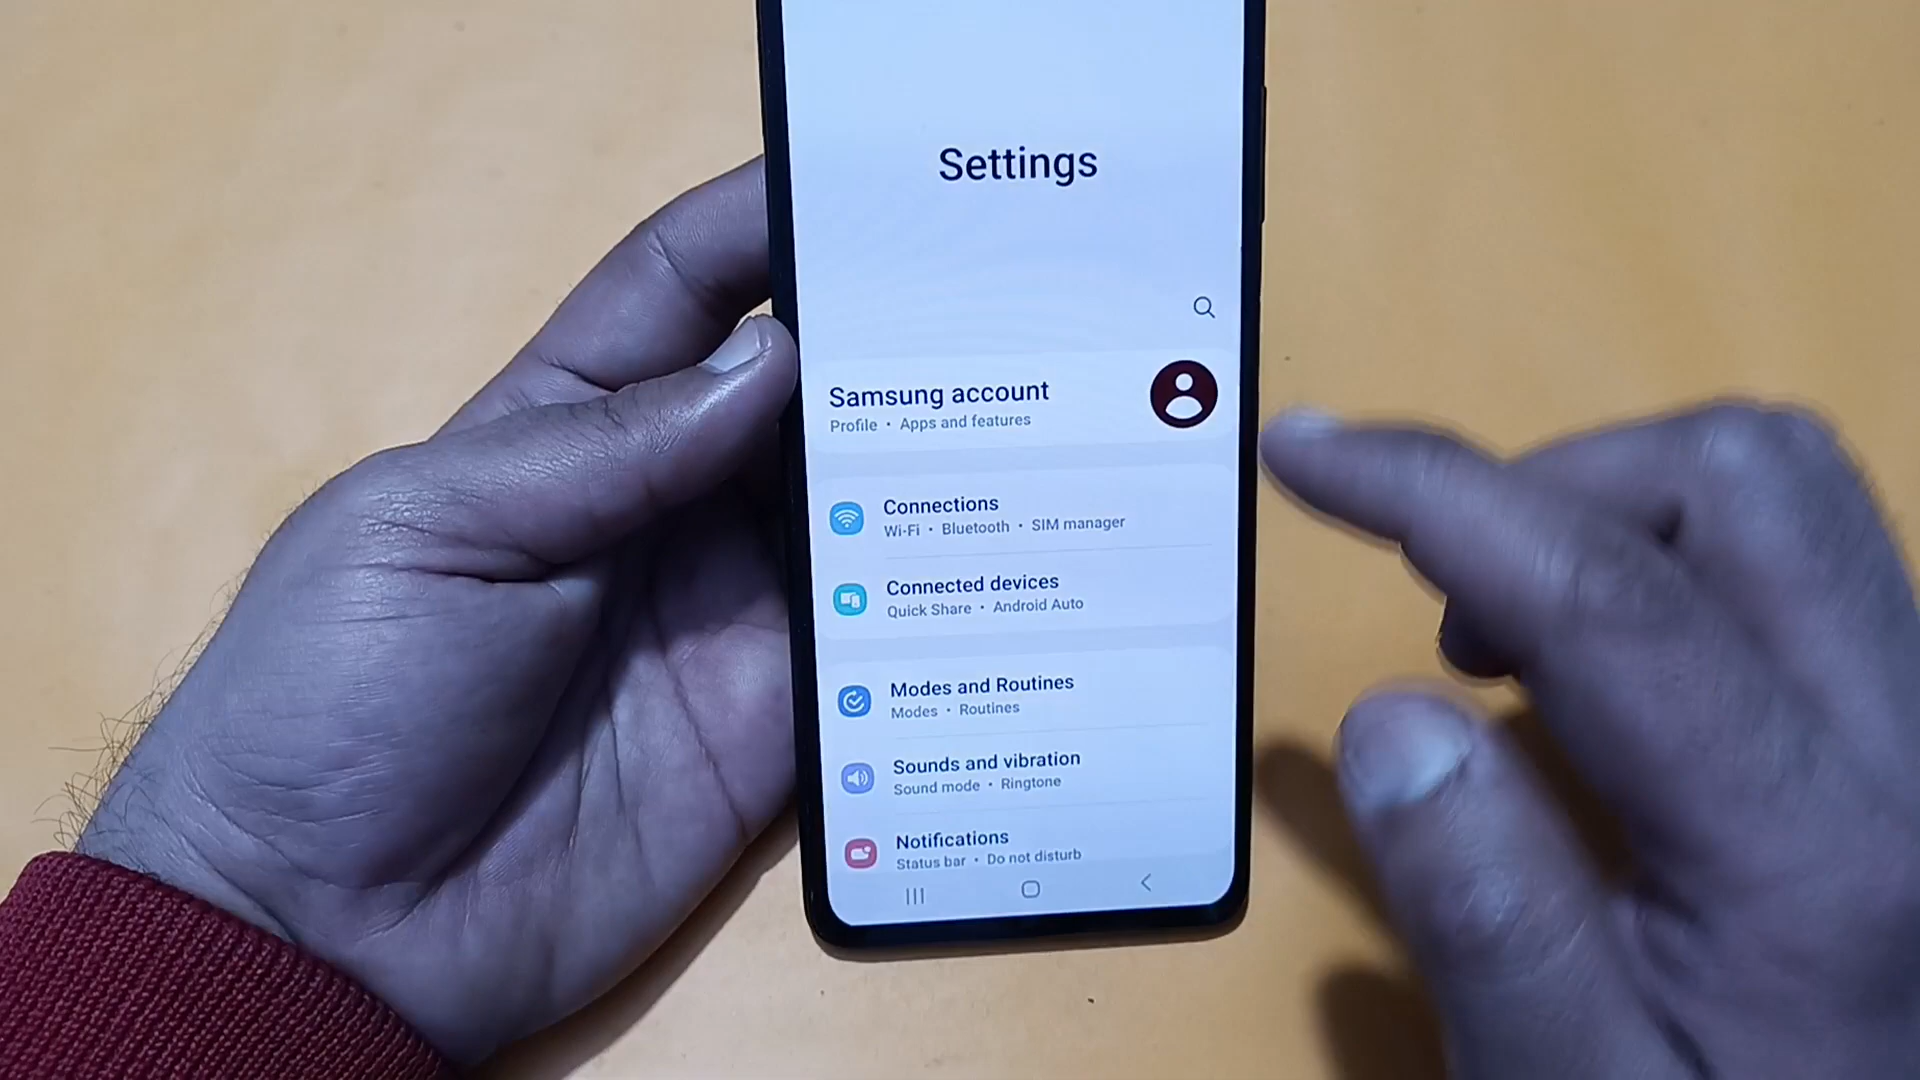 Settings
Samsung account
Profile • Apps and features
Connections
Wi-Fi • Bluetooth • SIM manager
Connected devices
Quick Share • Android Auto
Modes and Routines
Modes • Routines
Sounds and vibration
Sound mode • Ringtone
Notifications
Status bar • Do not disturb